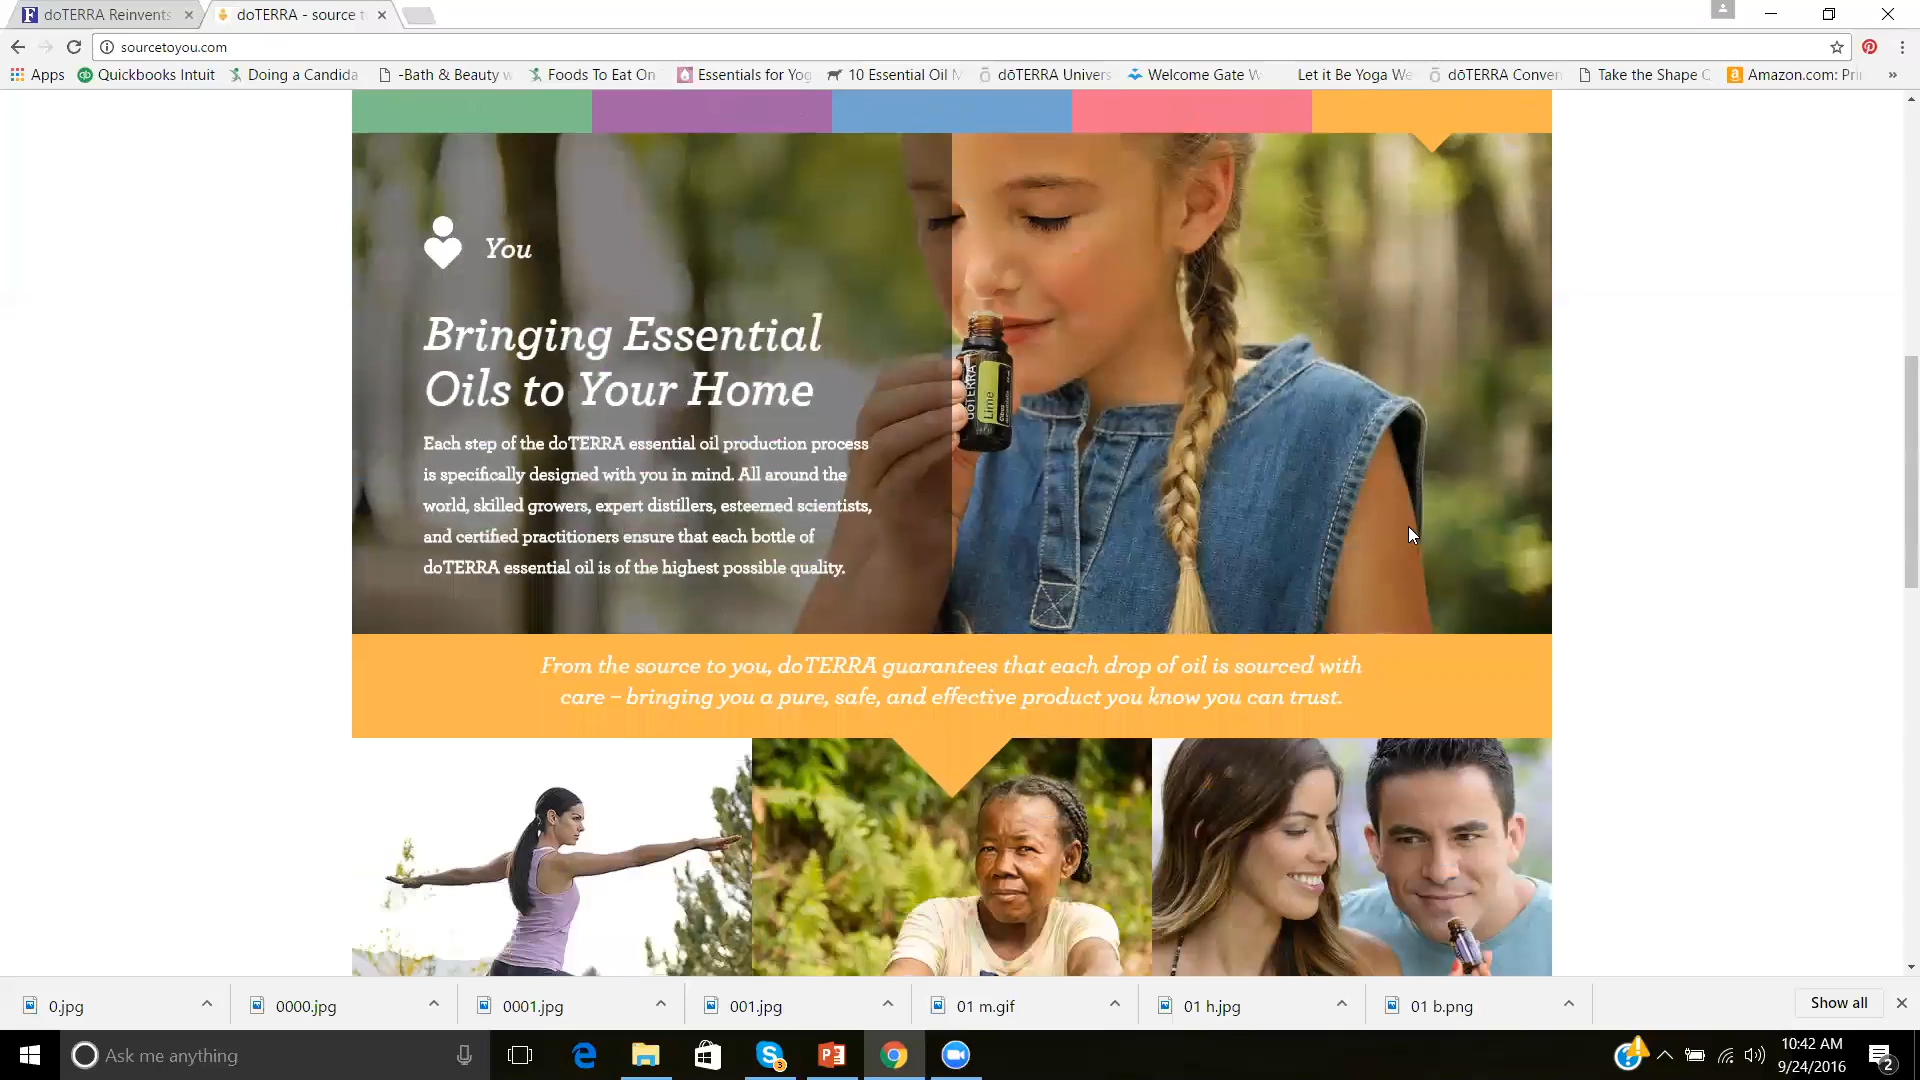 doTERRA Reinvents
doTERRA - source t
sourcetoyou.com
Apps
Quickbooks Intuit
Doing a Candida
-Bath & Beauty w
Foods To Eat On
Essentials for Yog
10 Essential Oil M
dōTERRA Univers
Welcome Gate W
Let it Be Yoga We
dōTERRA Conven
Take the Shape Q
Amazon.com: Pri
»
You
Bringing Essential
Oils to Your Home
Each step of the doTERRA essential oil production process
is specifically designed with you in mind. All around the
world, skilled growers, expert distillers, esteemed scientists,
and certified practitioners ensure that each bottle of
doTERRA essential oil is of the highest possible quality.
doTERRA
Lime
From the source to you, doTERRA guarantees that each drop of oil is sourced with
care – bringing you a pure, safe, and effective product you know you can trust.
0.jpg
0000.jpg
0001.jpg
001.jpg
01 m.gif
01 h.jpg
01 b.png
Show all
Ask me anything
3
10:42 AM
9/24/2016
2